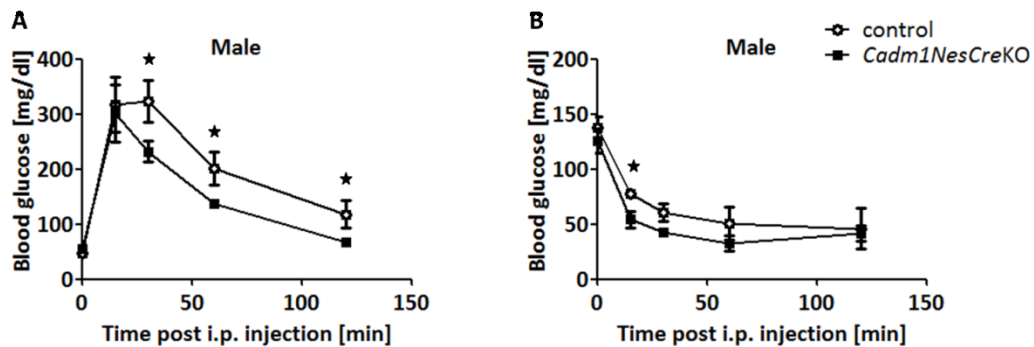 A
Male
★
★
★
400
300
200
100
0
Blood glucose [mg/dl]
0
50
100
150
Time post i.p. injection [min]
B
Male
control
Cadm1NesCreKO
★
200
150
100
50
0
Blood glucose [mg/dl]
0
50
100
150
Time post i.p. injection [min]